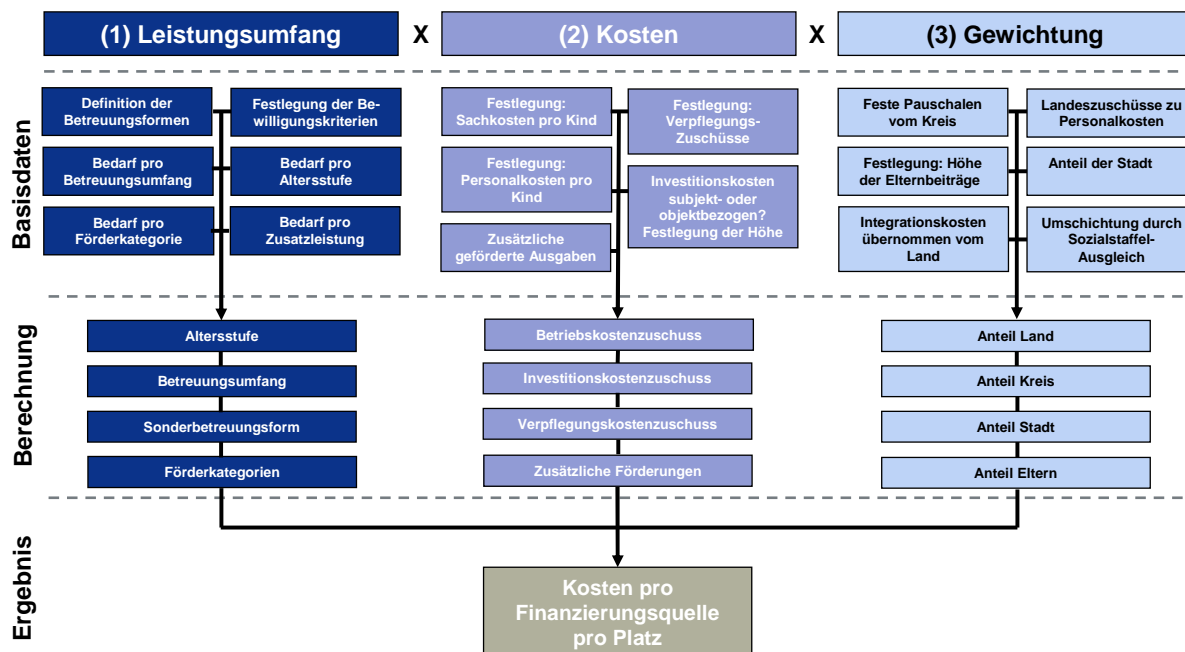 (1) Leistungsumfang
X
(2) Kosten
X
(3) Gewichtung
Basisdaten
Definition der
Betreuungsformen
Festlegung der Be-
willigungskriterien
Bedarf pro
Betreuungsumfang
Bedarf pro
Altersstufe
Bedarf pro
Förderkategorie
Bedarf pro
Zusatzleistung
Festlegung:
Sachkosten pro Kind
Festlegung:
Verpflegungs-
Zuschüsse
Festlegung:
Personalkosten pro
Kind
Investitionskosten
subjekt- oder
objektbezogen?
Festlegung der Höhe
Zusätzliche
geförderte Ausgaben
Feste Pauschalen
vom Kreis
Landeszuschüsse zu
Personalkosten
Festlegung: Höhe
der Elternbeiträge
Anteil der Stadt
Integrationskosten
übernommen vom
Land
Umschichtung durch
Sozialstaffel-
Ausgleich
Berechnung
Altersstufe
Betreuungsumfang
Sonderbetreuungsform
Förderkategorien
Betriebskostenzuschuss
Investitionskostenzuschuss
Verpflegungskostenzuschuss
Zusätzliche Förderungen
Anteil Land
Anteil Kreis
Anteil Stadt
Anteil Eltern
Ergebnis
Kosten pro
Finanzierungsquelle
pro Platz